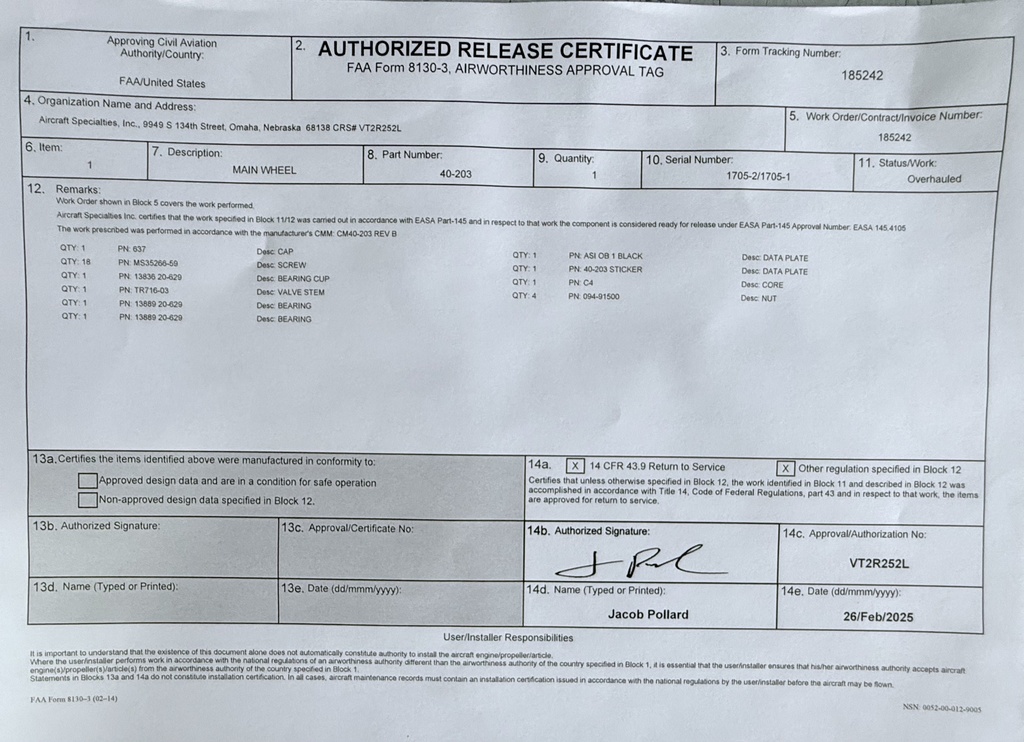 1.
Approving Civil Aviation
Authority/Country:
FAA/United States
2. AUTHORIZED RELEASE CERTIFICATE
FAA Form 8130-3, AIRWORTHINESS APPROVAL TAG
3. Form Tracking Number:
185242
4. Organization Name and Address:
Aircraft Specialties, Inc., 9949 S 134th Street, Omaha, Nebraska 68138 CRS# VT2R252L
5. Work Order/Contract/Invoice Number:
185242
6. Item:
1
7. Description:
MAIN WHEEL
8. Part Number:
40-203
9. Quantity:
1
10. Serial Number:
1705-2/1705-1
11. Status/Work:
Overhauled
12. Remarks:
Work Order shown in Block 5 covers the work performed.
Aircraft Specialties Inc. certifies that the work specified in Block 11/12 was carried out in accordance with EASA Part-145 and in respect to that work the component is considered ready for release under EASA Part-145 Approval Number: EASA 145.4105
The work prescribed was performed in accordance with the manufacturer's CMM: CM40-203 REV B
QTY: 1 PN: 637 Desc: CAP
QTY: 16 PN: MS35266-59 Desc: SCREW
QTY: 1 PN: 13836 20-629 Desc: BEARING CUP
QTY: 1 PN: TR716-03 Desc: VALVE STEM
QTY: 1 PN: 13889 20-629 Desc: BEARING
QTY: 1 PN: 13889 20-629 Desc: BEARING
QTY: 1 PN: ASI OB 1 BLACK Desc: DATA PLATE
QTY: 1 PN: 40-203 STICKER Desc: DATA PLATE
QTY: 1 PN: C4 Desc: CORE
QTY: 4 PN: 094-91500 Desc: NUT
13a. Certifies the items identified above were manufactured in conformity to:
Approved design data and are in a condition for safe operation
Non-approved design data specified in Block 12.
14a. X 14 CFR 43.9 Return to Service X Other regulation specified in Block 12
Certifies that unless otherwise specified in Block 12, the work identified in Block 11 and described in Block 12 was
accomplished in accordance with Title 14, Code of Federal Regulations, part 43 and in respect to that work, the items
are approved for return to service.
13b. Authorized Signature:
13c. Approval/Certificate No:
14b. Authorized Signature:
14c. Approval/Authorization No:
VT2R252L
13d. Name (Typed or Printed):
13e. Date (dd/mmm/yyyy):
14d. Name (Typed or Printed):
Jacob Pollard
14e. Date (dd/mmm/yyyy):
26/Feb/2025
User/Installer Responsibilities
It is important to understand that the existence of this document alone does not automatically constitute authority to install the aircraft engine/propeller/article.
Where the user/installer performs work in accordance with the national regulations of an airworthiness authority different than the airworthiness authority of the country specified in Block 1, it is essential that the user/installer ensures that his/her airworthiness authority accepts aircraft
engine(s)/propeller(s)/article(s) from the airworthiness authority of the country specified in Block 1.
Statements in Blocks 13a and 14a do not constitute installation certification. In all cases, aircraft maintenance records must contain an installation certification issued in accordance with the national regulations by the user/installer before the aircraft may be flown.
FAA Form 8130-3 (02-14)
NSN: 0052-00-012-9005